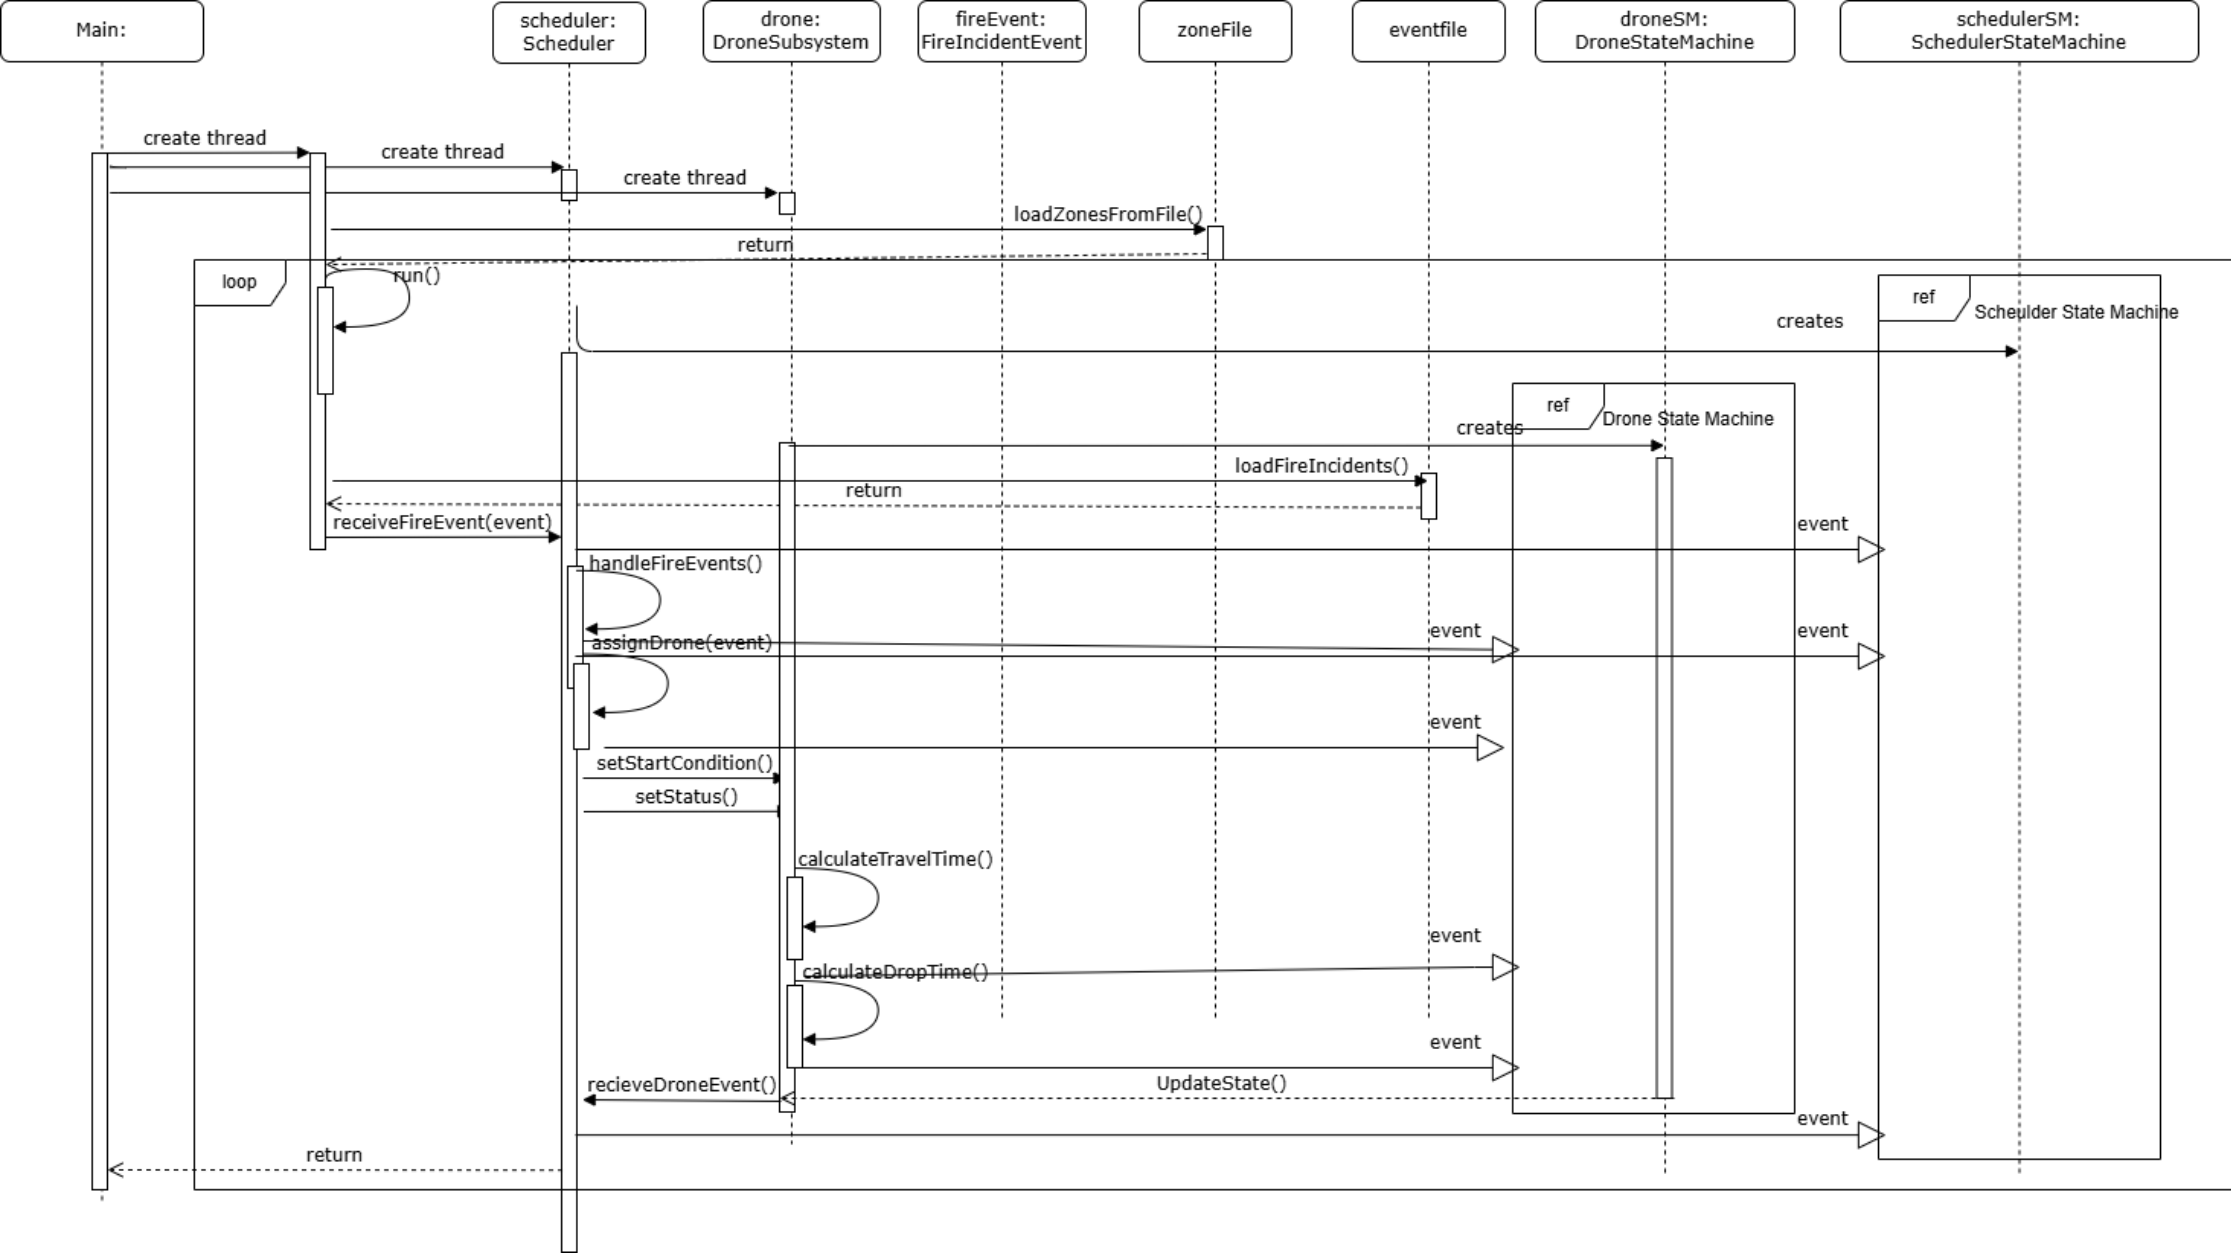 Main:
scheduler:
Scheduler
drone:
DroneSubsystem
fireEvent:
FireIncidentEvent
zoneFile
eventfile
droneSM:
DroneStateMachine
schedulerSM:
SchedulerStateMachine
create thread
create thread
create thread
loadZonesFromFile()
return
loop
run()
ref
Scheulder State Machine
creates
ref
Drone State Machine
creates
loadFireIncidents()
return
receiveFireEvent(event)
event
handleFireEvents()
assignDrone(event)
event
event
event
setStartCondition()
setStatus()
calculateTravelTime()
event
calculateDropTime()
event
UpdateState()
recieveDroneEvent()
event
return